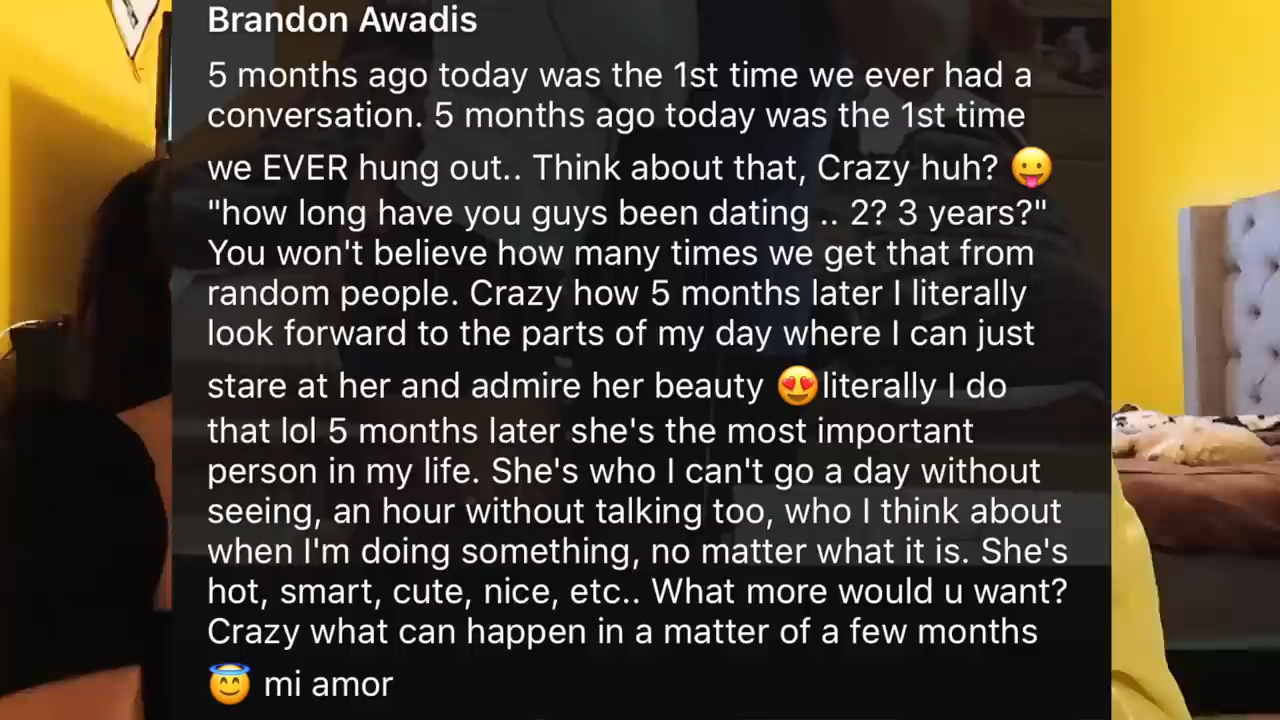 Brandon Awadis
5 months ago today was the 1st time we ever had a
conversation. 5 months ago today was the 1st time
we EVER hung out.. Think about that, Crazy huh? 😛
"how long have you guys been dating .. 2? 3 years?"
You won't believe how many times we get that from
random people. Crazy how 5 months later I literally
look forward to the parts of my day where I can just
stare at her and admire her beauty 😍literally I do
that lol 5 months later she's the most important
person in my life. She's who I can't go a day without
seeing, an hour without talking too, who I think about
when I'm doing something, no matter what it is. She's
hot, smart, cute, nice, etc.. What more would u want?
Crazy what can happen in a matter of a few months
😇 mi amor